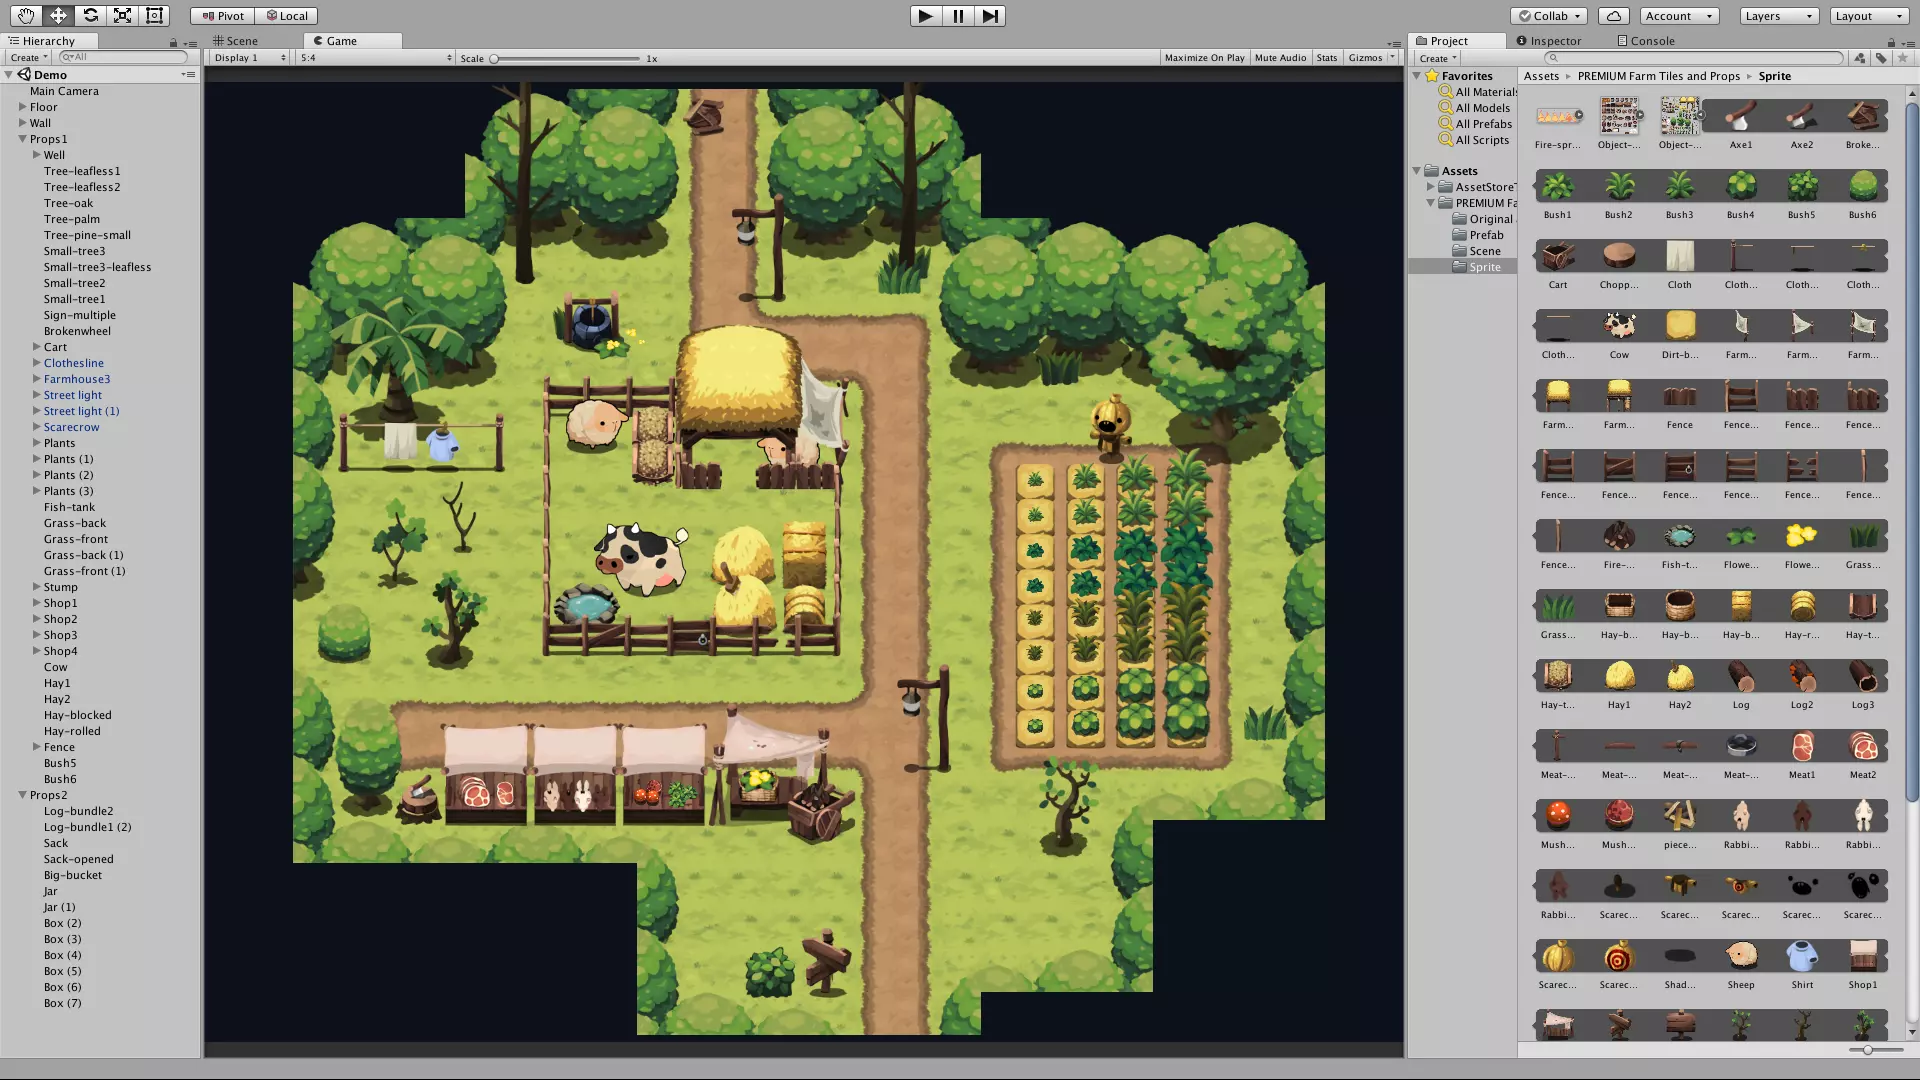 Pivot Local Collab Account Layers Layout
Hierarchy Scene Game Project Inspector Console
Create All Display 1 5:4 Scale 1x Maximize On Play Mute Audio Stats Gizmos Create
Demo
Main Camera
Floor
Wall
Props1
Well
Tree-leafless1
Tree-leafless2
Tree-oak
Tree-palm
Tree-pine-small
Small-tree3
Small-tree3-leafless
Small-tree2
Small-tree1
Sign-multiple
Brokenwheel
Cart
Clothesline
Farmhouse3
Street light
Street light (1)
Scarecrow
Plants
Plants (1)
Plants (2)
Plants (3)
Fish-tank
Grass-back
Grass-front
Grass-back (1)
Grass-front (1)
Stump
Shop1
Shop2
Shop3
Shop4
Cow
Hay1
Hay2
Hay-blocked
Hay-rolled
Fence
Bush5
Bush6
Props2
Log-bundle2
Log-bundle1 (2)
Sack
Sack-opened
Big-bucket
Jar
Jar (1)
Box (2)
Box (3)
Box (4)
Box (5)
Box (6)
Box (7)
Favorites
All Materials
All Models
All Prefabs
All Scripts
Assets
AssetStoreT
PREMIUM Fa
Original
Prefab
Scene
Sprite
Assets PREMIUM Farm Tiles and Props Sprite
Fire-spr... Object-... Object-... Axe1 Axe2 Broke...
Bush1 Bush2 Bush3 Bush4 Bush5 Bush6
Cart Chopp... Cloth Cloth... Cloth... Cloth...
Cloth... Cow Dirt-b... Farm... Farm... Farm...
Farm... Farm... Fence Fence... Fence... Fence...
Fence... Fence... Fence... Fence... Fence... Fence...
Fence... Fire-... Fish-t... Flowe... Flowe... Grass...
Grass... Hay-b... Hay-b... Hay-b... Hay-r... Hay-t...
Hay-t... Hay1 Hay2 Log Log2 Log3
Meat-... Meat-... Meat-... Meat-... Meat1 Meat2
Mush... Mush... piece... Rabbi... Rabbi... Rabbi...
Rabbi... Scarec... Scarec... Scarec... Scarec... Scarec...
Scarec... Scarec... Shad... Sheep Shirt Shop1